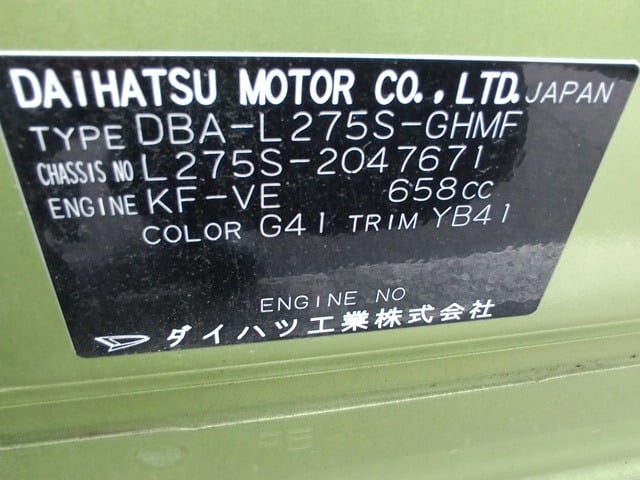 DAIHATSU MOTOR CO.,LTD. JAPAN
TYPE DBA-L275S-GHMF
CHASSIS NO L275S-2047671
ENGINE KF-VE 658CC
COLOR G41 TRIM YB41
ENGINE NO
ダイハツ工業株式会社